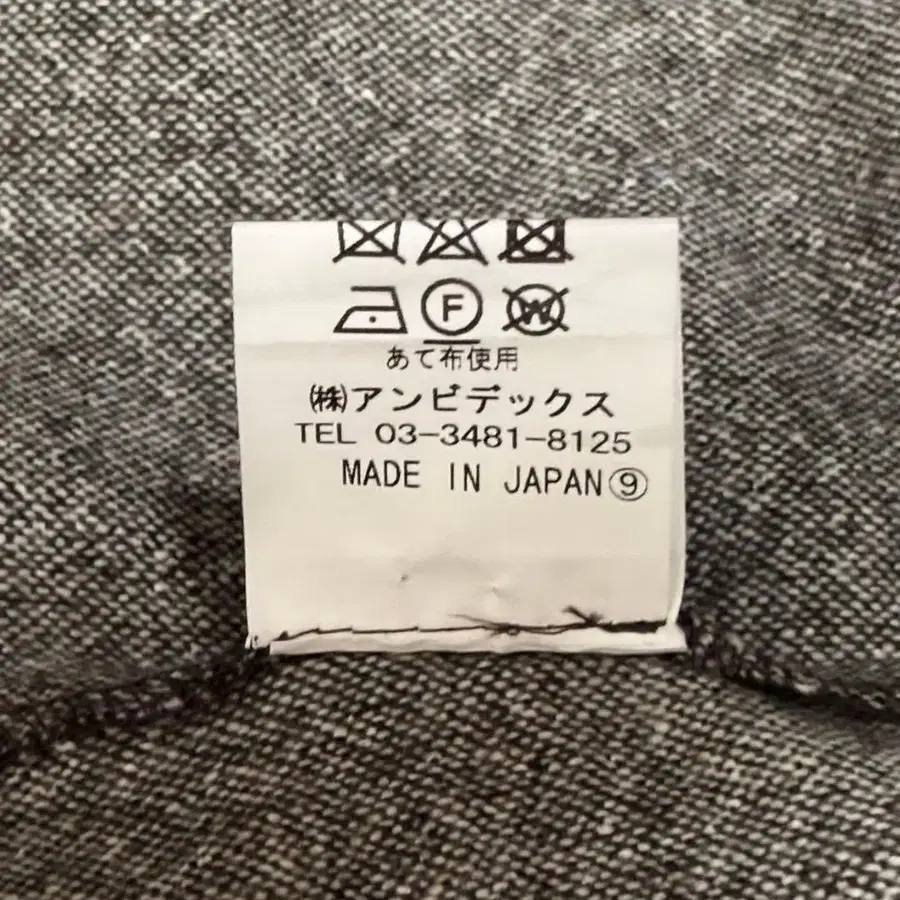 F W
あて布使用
㈱アンビデックス
TEL 03-3481-8125
MADE IN JAPAN⑨